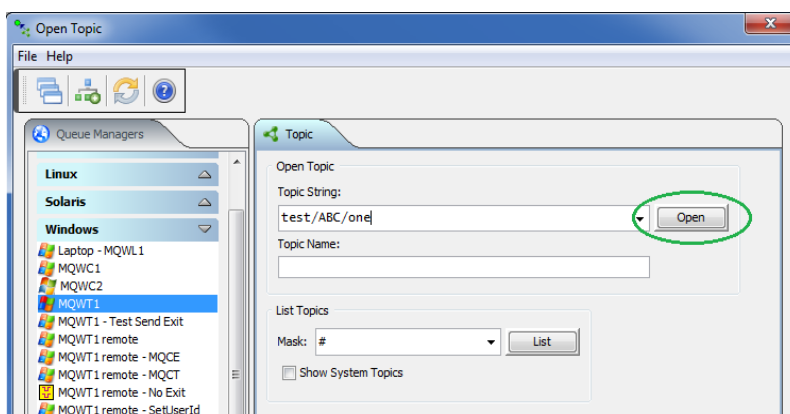 Open Topic
File Help
Queue Managers
Linux
Solaris
Windows
Laptop - MQWL1
MQWC1
MQWC2
MQWT1
MQWT1 - Test Send Exit
MQWT1 remote
MQWT1 remote - MQCE
MQWT1 remote - MQCT
MQWT1 remote - No Exit
MQWT1 remote - SetUserId
Topic
Open Topic
Topic String:
test/ABC/one
Open
Topic Name:
List Topics
Mask: #
List
Show System Topics